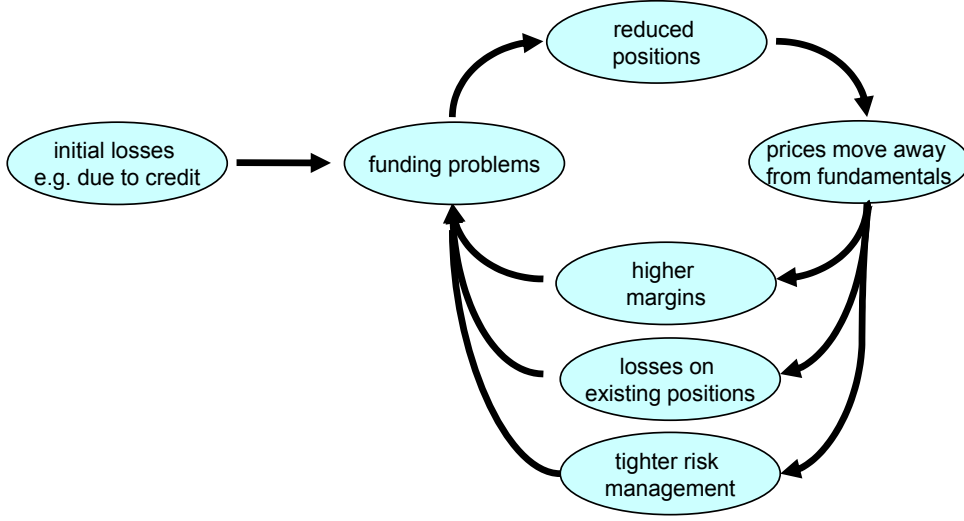 reduced
positions
initial losses
e.g. due to credit
funding problems
prices move away
from fundamentals
higher
margins
losses on
existing positions
tighter risk
management